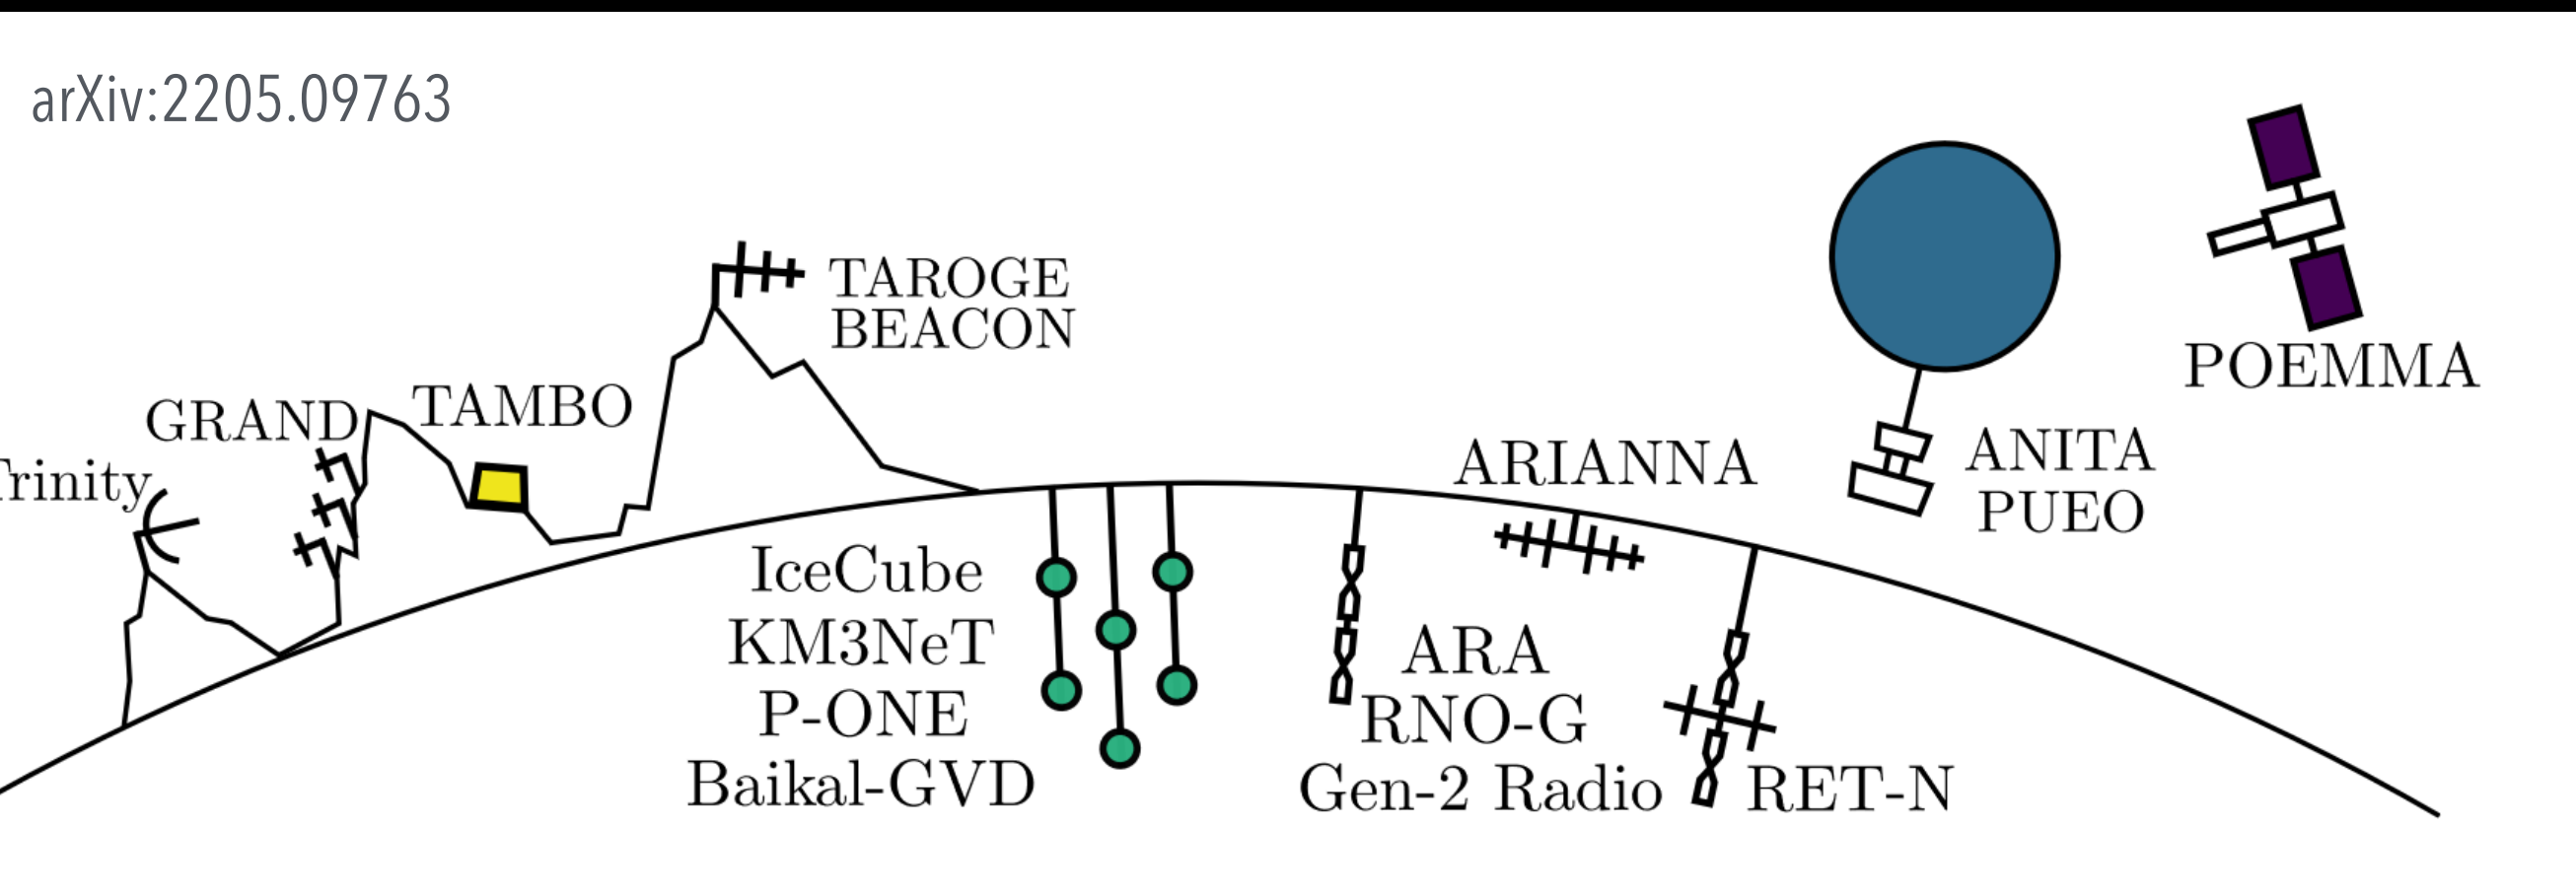 arXiv:2205.09763
TAROGE
BEACON
POEMMA
GRAND
TAMBO
ARIANNA
ANITA
PUEO
rinity
IceCube
KM3NeT
P-ONE
Baikal-GVD
ARA
RNO-G
Gen-2 Radio
RET-N